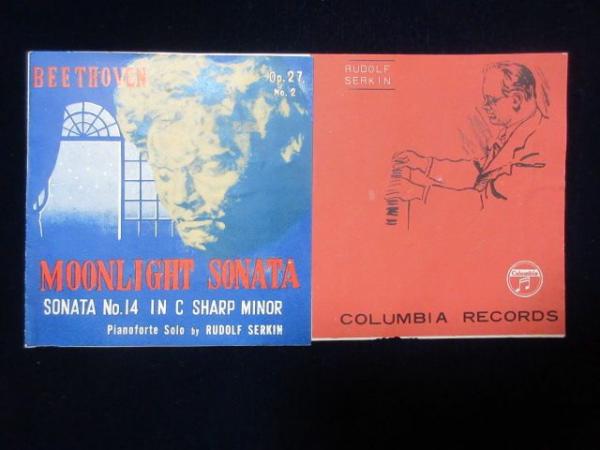 BEETHOVEN
Op.27
No.2
MOONLIGHT SONATA
SONATA No.14 IN C SHARP MINOR
Pianoforte Solo by RUDOLF SERKIN
RUDOLF
SERKIN
Columbia
COLUMBIA RECORDS